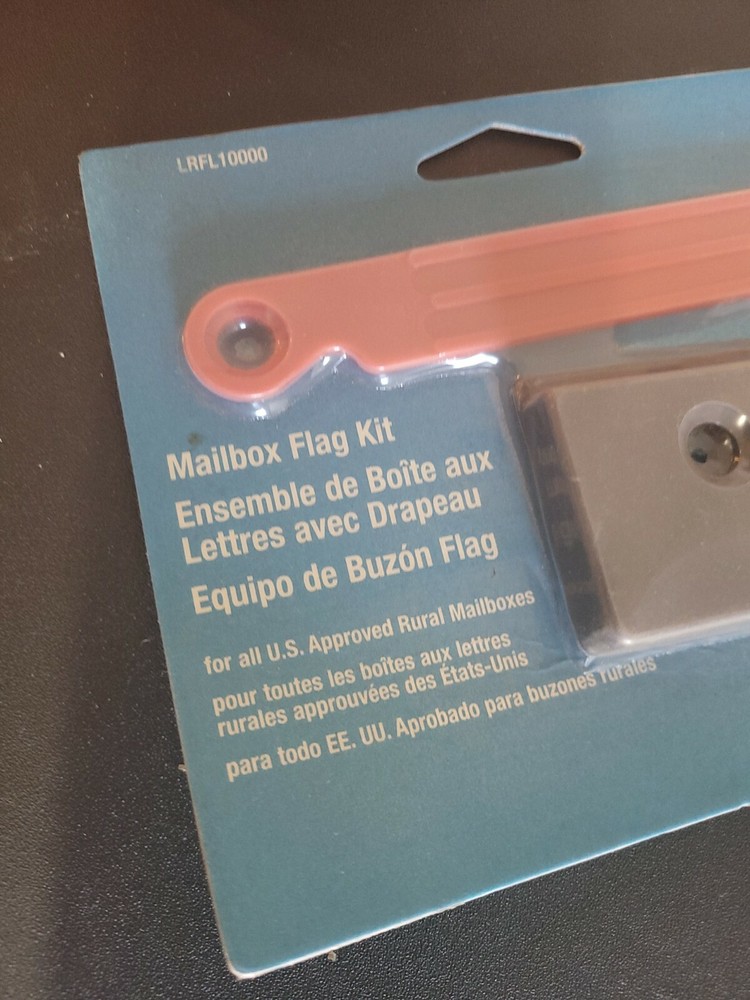 LRFL10000
Mailbox Flag Kit
Ensemble de Boîte aux
Lettres avec Drapeau
Equipo de Buzón Flag
for all U.S. Approved Rural Mailboxes
pour toutes les boîtes aux lettres
rurales approuvées des États-Unis
para todo EE. UU. Aprobado para buzones rurales